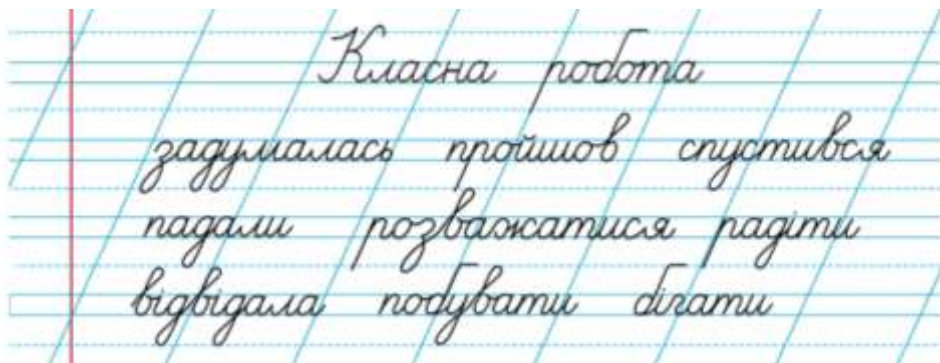 Класна робота
задумалась пройшов спустився
падали розважатися радіти
відвідала побувати бігати